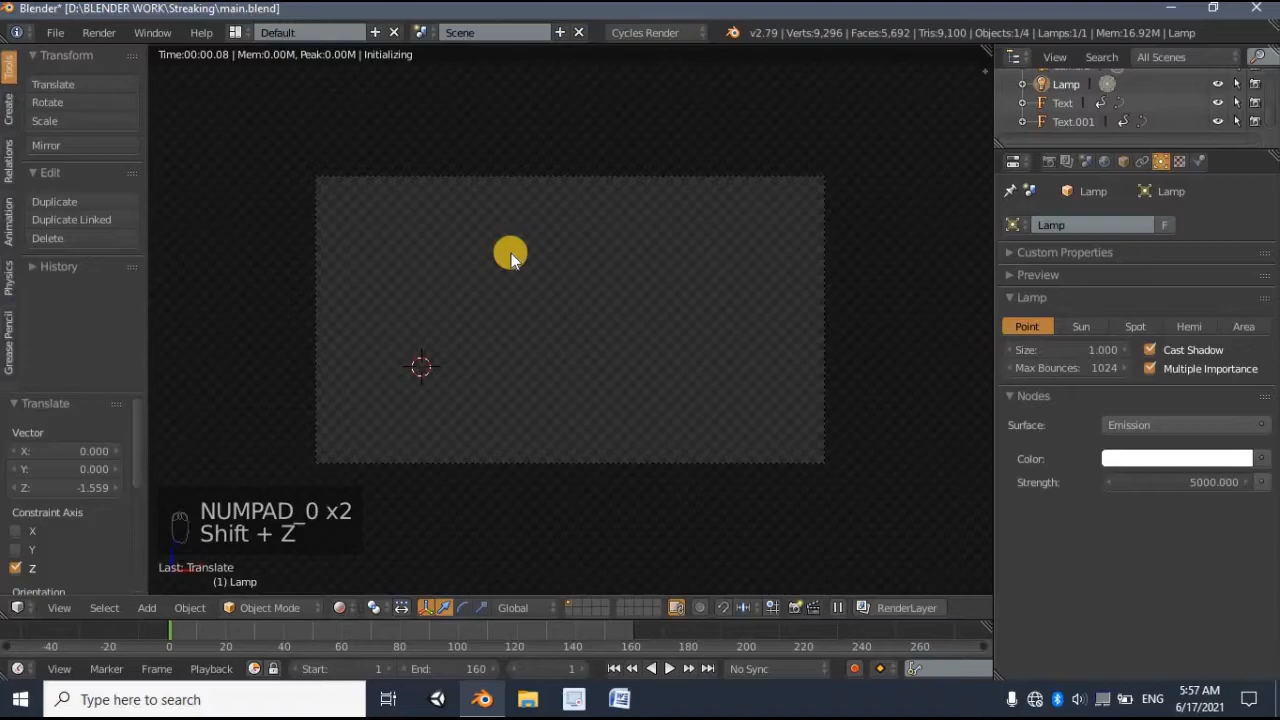 Blender* [D:\BLENDER WORK\Streaking\main.blend]
File Render Window Help Default Scene Cycles Render v2.79 | Verts:9,296 | Faces:5,692 | Tris:9,100 | Objects:1/4 | Lamps:1/1 | Mem:16.92M | Lamp
Time:00:00.08 | Mem:0.00M, Peak:0.00M | Initializing
View Search All Scenes
Tools
Create
Relations
Animation
Physics
Grease Pencil
Transform
Translate
Rotate
Scale
Mirror
Edit
Duplicate
Duplicate Linked
Delete
History
Translate
Vector
X: 0.000
Y: 0.000
Z: -1.559
Constraint Axis
X
Y
Z
Orientation
NUMPAD_0 x2
Shift + Z
Last: Translate
(1) Lamp
Lamp
Text
Text.001
Lamp Lamp
Lamp F
Custom Properties
Preview
Lamp
Point Sun Spot Hemi Area
Size: 1.000 Cast Shadow
Max Bounces: 1024 Multiple Importance
Nodes
Surface: Emission
Color:
Strength: 5000.000
View Select Add Object Object Mode Global RenderLayer
-40 -20 0 20 40 60 80 100 120 140 160 180 200 220 240 260
View Marker Frame Playback Start: 1 End: 160 1 No Sync
Type here to search
ENG
5:57 AM
6/17/2021